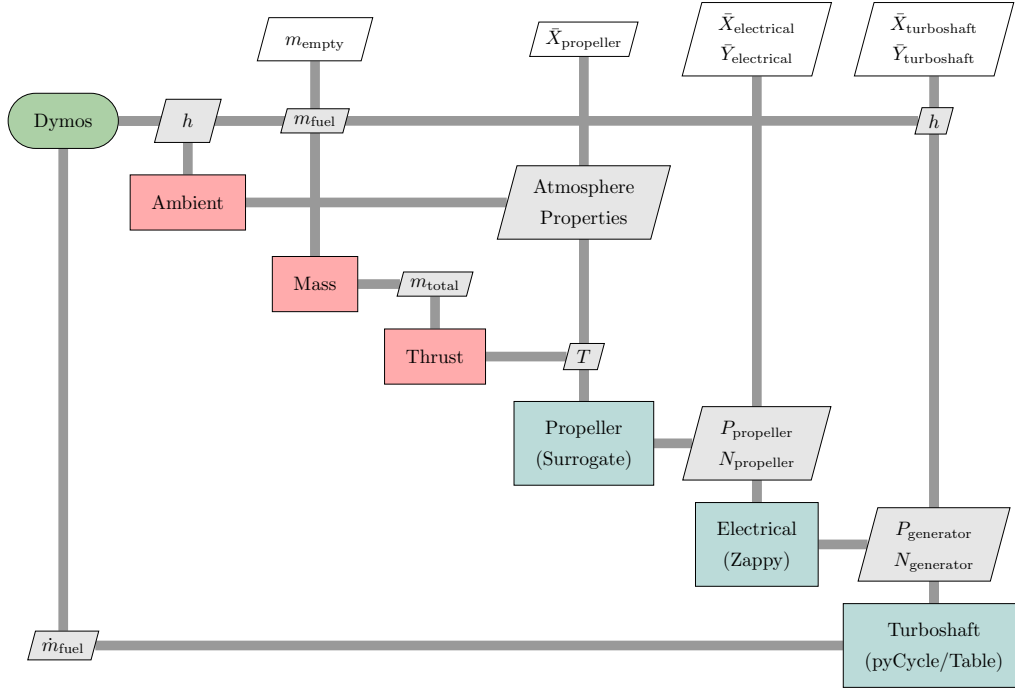 m_empty
X̄_propeller
X̄_electrical
Ȳ_electrical
X̄_turboshaft
Ȳ_turboshaft
Dymos
h
m_fuel
h
Ambient
Atmosphere
Properties
Mass
m_total
Thrust
T
Propeller
(Surrogate)
P_propeller
N_propeller
Electrical
(Zappy)
P_generator
N_generator
ṁ_fuel
Turboshaft
(pyCycle/Table)